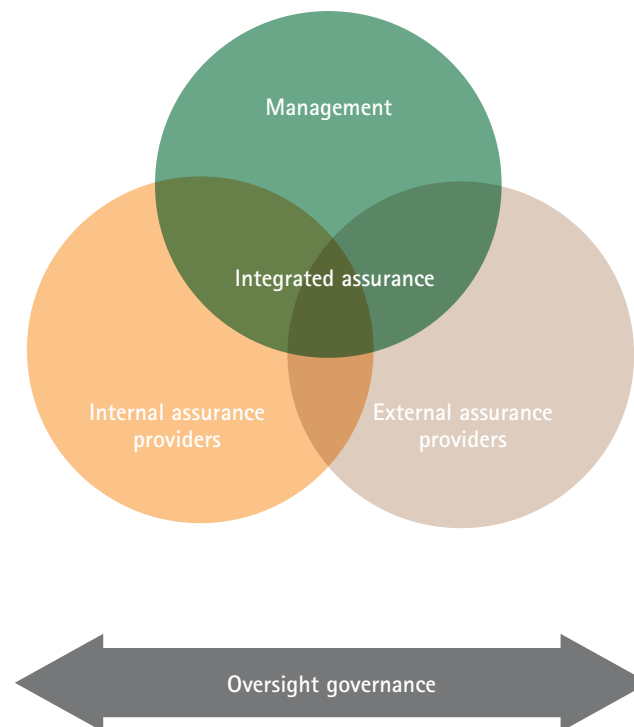 Management
Integrated assurance
Internal assurance
providers
External assurance
providers
Oversight governance